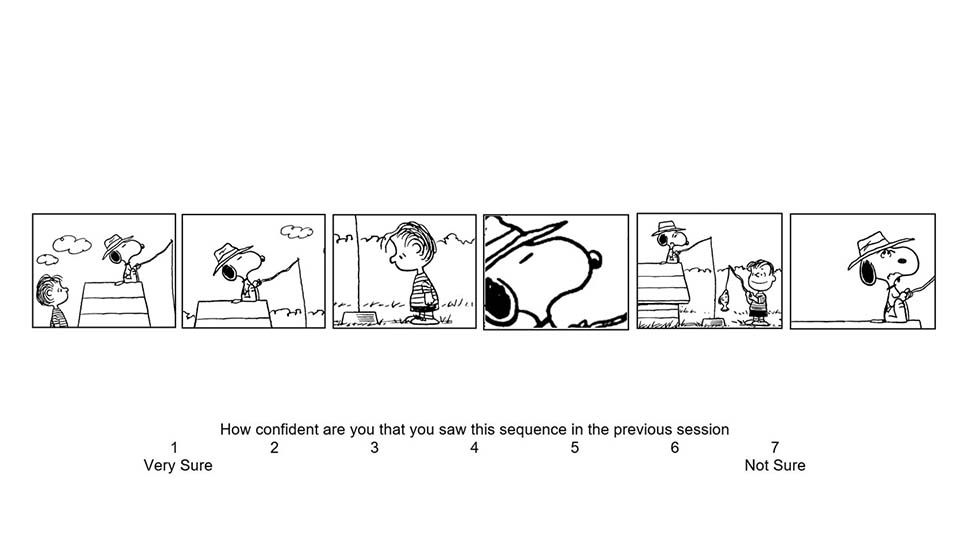 How confident are you that you saw this sequence in the previous session
1 2 3 4 5 6 7
Very Sure Not Sure